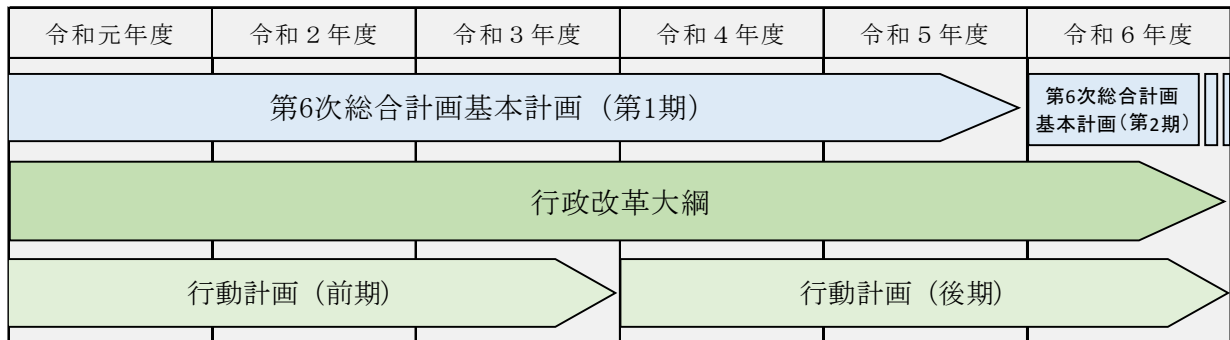 令和元年度 令和２年度 令和３年度 令和４年度 令和５年度 令和６年度
第6次総合計画基本計画（第1期）
第6次総合計画
基本計画（第2期）
行政改革大綱
行動計画（前期） 行動計画（後期）